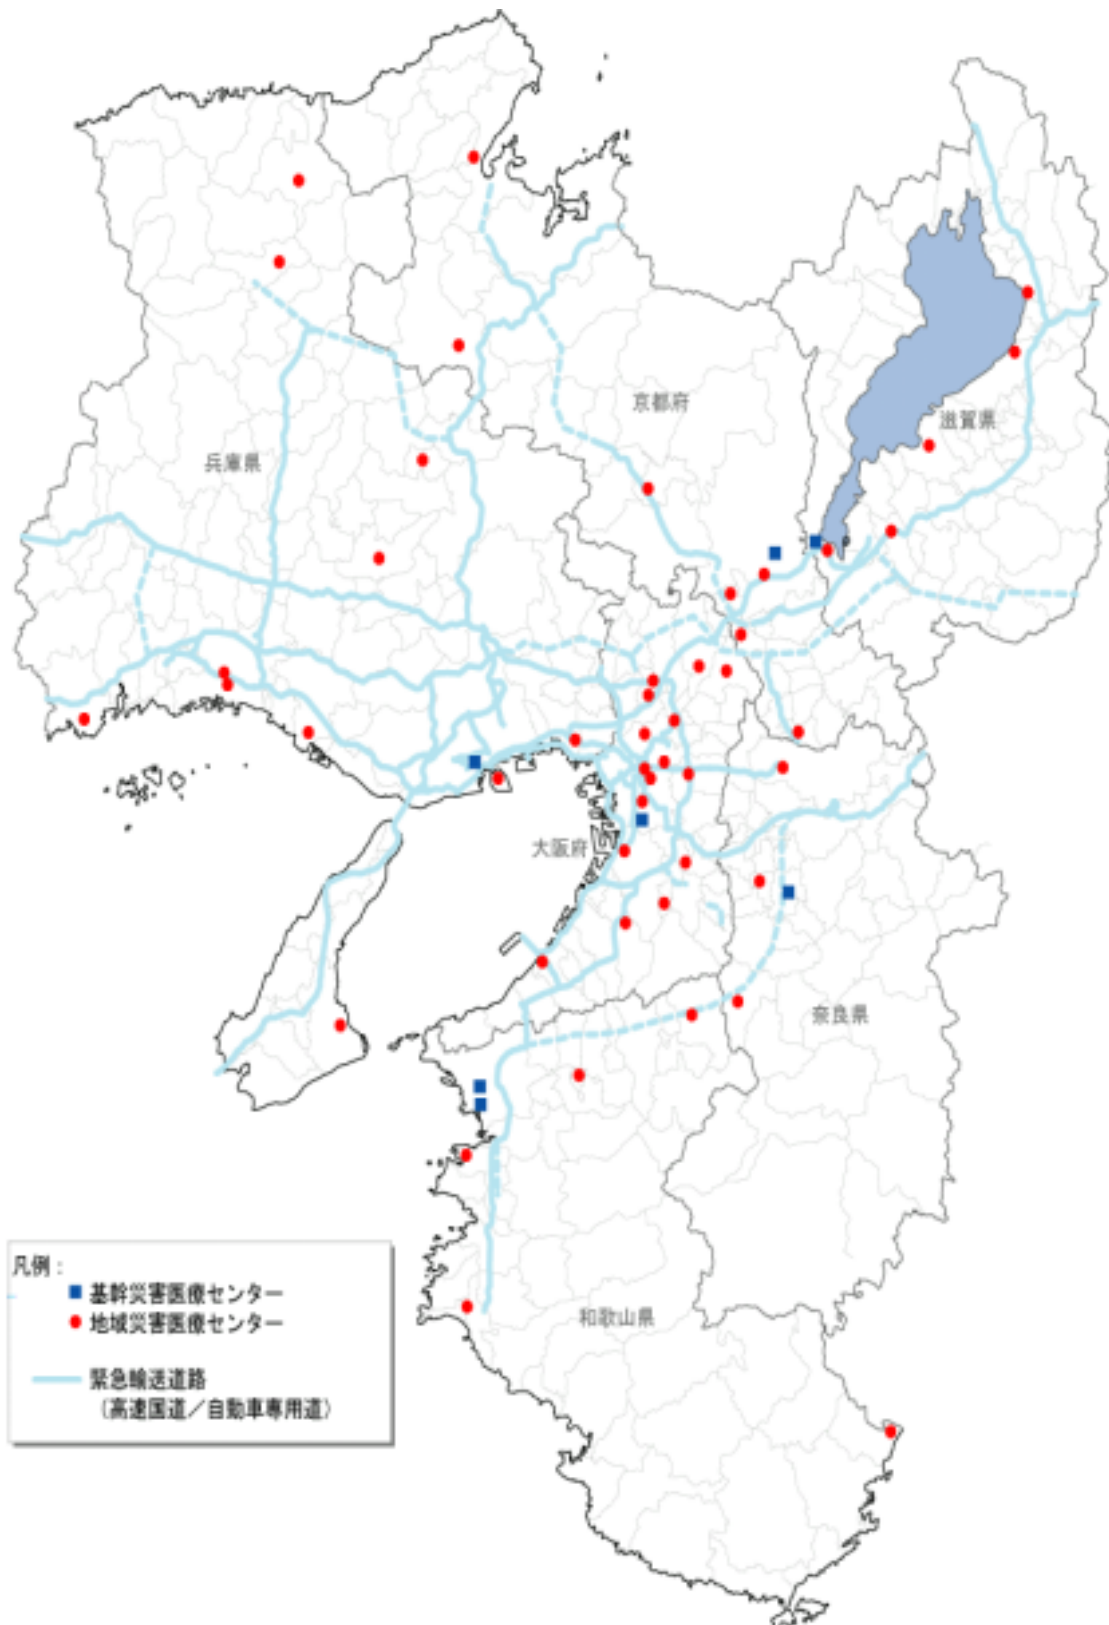 京都府
滋賀県
兵庫県
大阪府
奈良県
和歌山県
凡例：
基幹災害医療センター
地域災害医療センター
緊急輸送道路
（高速国道／自動車専用道）